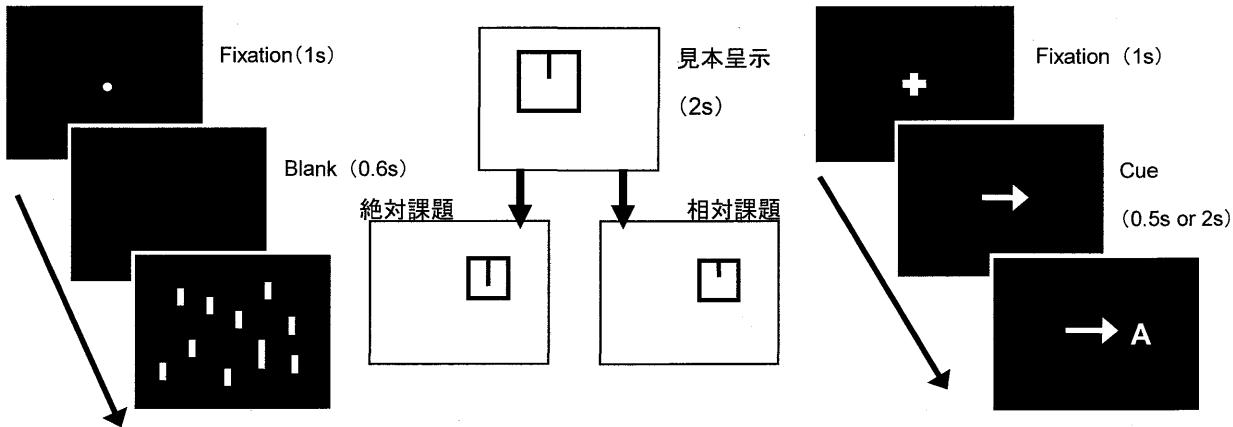 Fixation(1s)
Blank（0.6s）
見本呈示
（2s）
絶対課題
相対課題
Fixation（1s）
Cue
（0.5s or 2s）
A